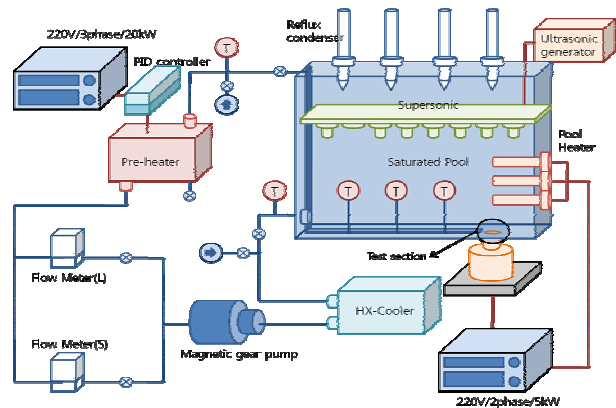 220V/3phase/20kW
PID controller
T
Reflux
condenser
Ultrasonic
generator
Supersonic
Pre-heater
Saturated Pool
Pool
Heater
T
T
T
T
Test section
Flow Meter(L)
HX-Cooler
Flow Meter(S)
Magnetic gear pump
220V/2phase/5kW